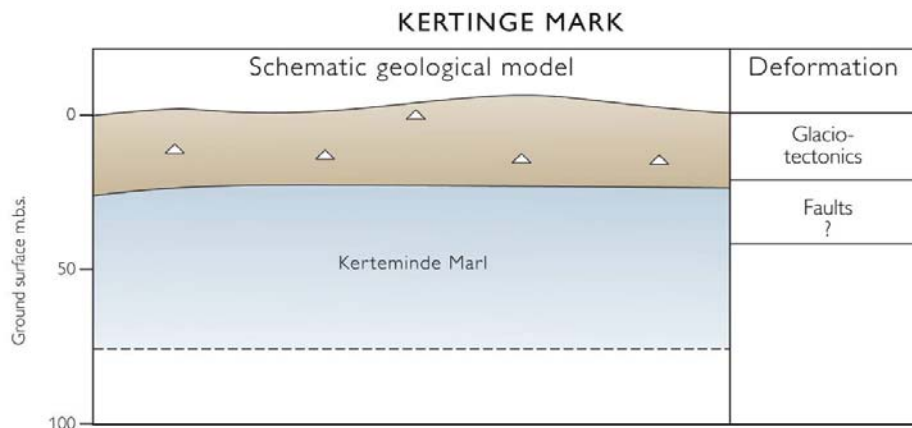 KERTINGE MARK
Schematic geological model
Deformation
0
Glacio-
tectonics
Faults
?
Ground surface m.b.s.
50
Kerteminde Marl
100